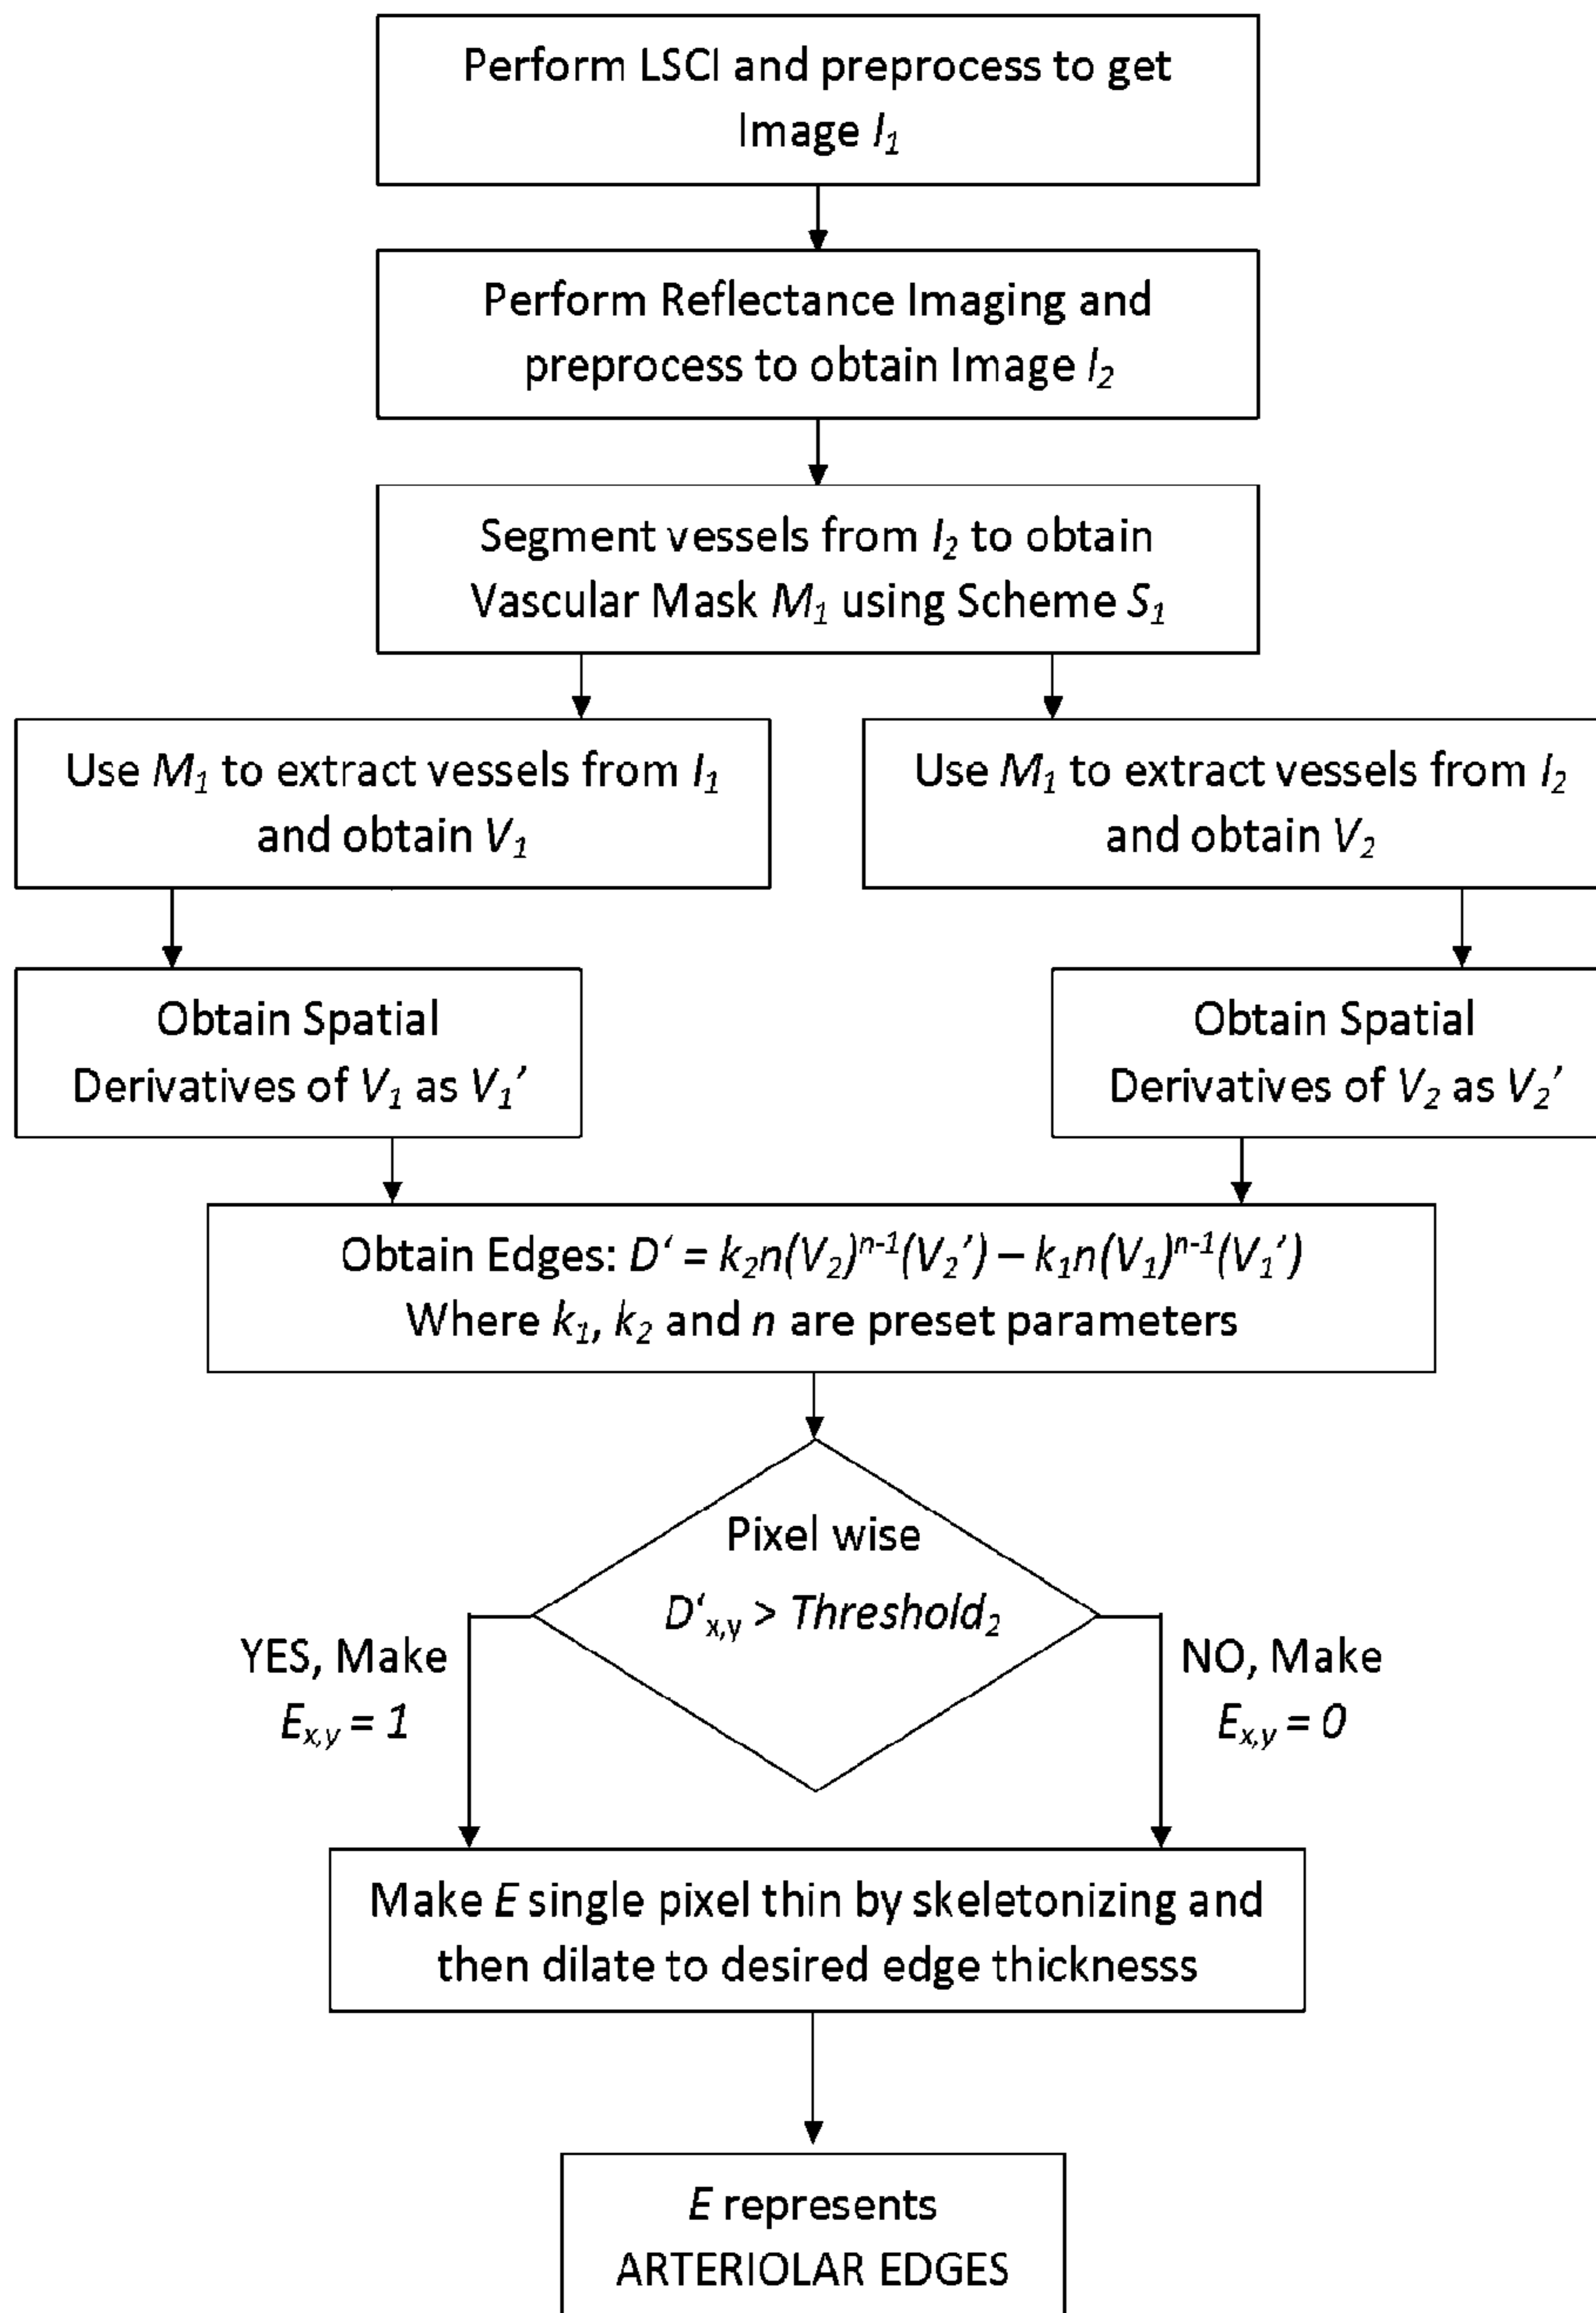 Perform LSCI and preprocess to get
Image I₁
Perform Reflectance Imaging and
preprocess to obtain Image I₂
Segment vessels from I₂ to obtain
Vascular Mask M₁ using Scheme S₁
Use M₁ to extract vessels from I₁
and obtain V₁
Use M₁ to extract vessels from I₂
and obtain V₂
Obtain Spatial
Derivatives of V₁ as V₁’
Obtain Spatial
Derivatives of V₂ as V₂’
Obtain Edges: D‘ = k₂n(V₂)ⁿ⁻¹(V₂’) – k₁n(V₁)ⁿ⁻¹(V₁’)
Where k₁, k₂ and n are preset parameters
Pixel wise
D‘x,y > Threshold₂
YES, Make
Ex,y = 1
NO, Make
Ex,y = 0
Make E single pixel thin by skeletonizing and
then dilate to desired edge thicknesss
E represents
ARTERIOLAR EDGES